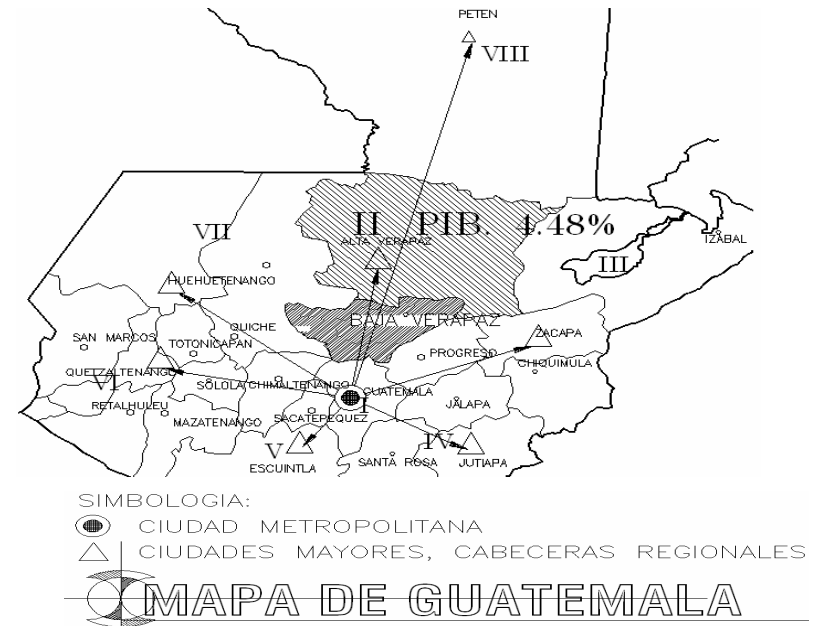 PETEN
VIII
VII
II PIB. 4.48%
ALTA VERAPAZ
IZABAL
III
HUEHUETENANGO
BAJA VERAPAZ
QUICHE
ZACAPA
SAN MARCOS
TOTONICAPAN
PROGRESO
CHIQUIMULA
QUETZALTENANGO
VI
SOLOLA
CHIMALTENANGO
GUATEMALA
I
RETALHULEU
JALAPA
MAZATENANGO
SACATEPEQUEZ
V
IV
ESCUINTLA
SANTA ROSA
JUTIAPA
SIMBOLOGIA:
CIUDAD METROPOLITANA
CIUDADES MAYORES, CABECERAS REGIONALES
MAPA DE GUATEMALA